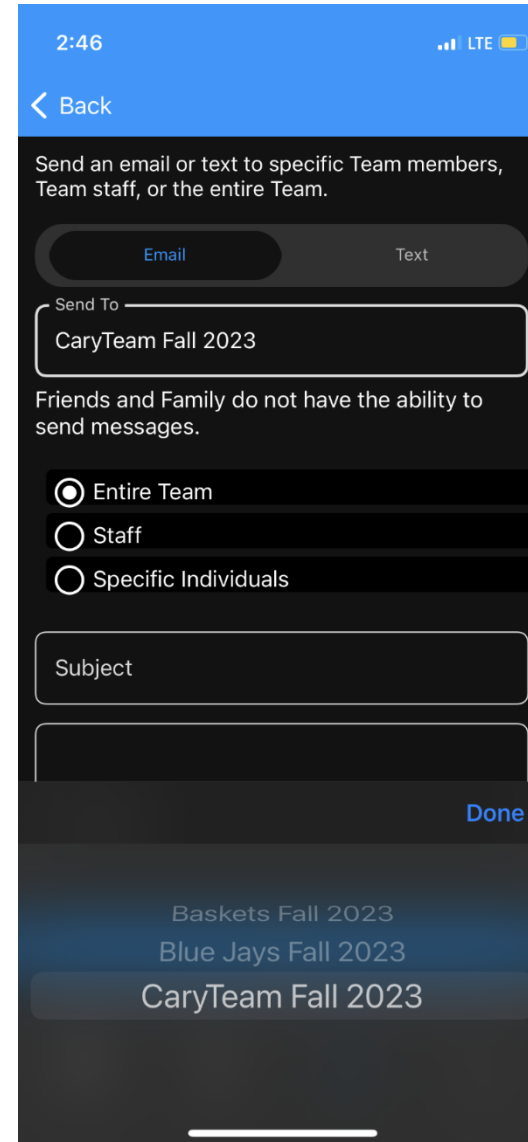 2:46
LTE
Back
Send an email or text to specific Team members,
Team staff, or the entire Team.
Email Text
Send To
CaryTeam Fall 2023
Friends and Family do not have the ability to
send messages.
Entire Team
Staff
Specific Individuals
Subject
Done
Baskets Fall 2023
Blue Jays Fall 2023
CaryTeam Fall 2023